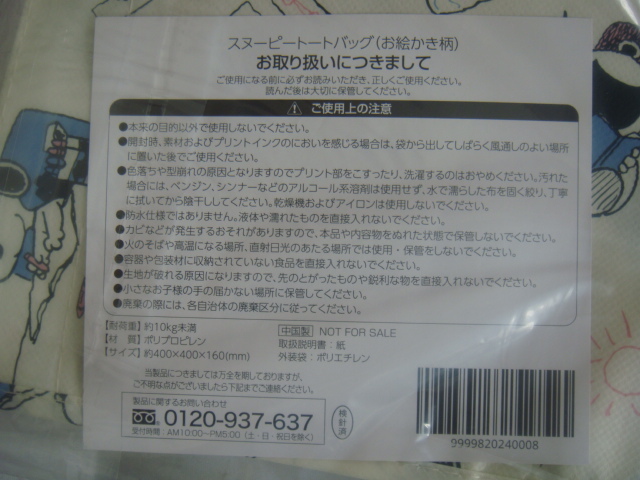 スヌーピートートバッグ(お絵かき柄)
お取り扱いにつきまして
ご使用になる前に必ずお読みいただき、正しくご使用ください。
読んだ後は大切に保管してください。
ご使用上の注意
●本来の目的以外で使用しないでください。
●開封時、素材およびプリントインクのにおいを感じる場合は、袋から出してしばらく風通しのよい場所
に置いた後でご使用ください。
●色落ちや型崩れの原因となりますのでプリント部をこすったり、洗濯するのはおやめください。汚れた
場合には、ベンジン、シンナーなどのアルコール系溶剤は使用せず、水で濡らした布を固く絞り、丁寧
に拭いてから陰干ししてください。乾燥機およびアイロンは使用しないでください。
●防水仕様ではありません。液体や濡れたものを直接入れないでください。
●カビなどが発生するおそれがありますので、本品や内容物をぬれた状態で保管しないでください。
●火のそばや高温になる場所、直射日光のあたる場所では使用・保管をしないでください。
●容器や包装材に収納されていない食品を直接入れないでください。
●生地が破れる原因になりますので、先のとがったものや鋭利な物を直接入れないでください。
●小さなお子様の手の届かない場所に保管してください。
●廃棄の際には、各自治体の廃棄区分に従ってください。
【耐荷重】約10kg未満
【材 質】ポリプロピレン
【サイズ】約400×400×160(mm)
中国製 NOT FOR SALE
取扱説明書:紙
外装袋:ポリエチレン
当製品につきましては万全を期しておりますが、
ご不明な点がございましたら下記までご連絡ください。
製品に関するお問い合わせ
0120-937-637
受付時間:AM10:00~PM5:00(土・日・祝日を除く)
検針済
9999820240008